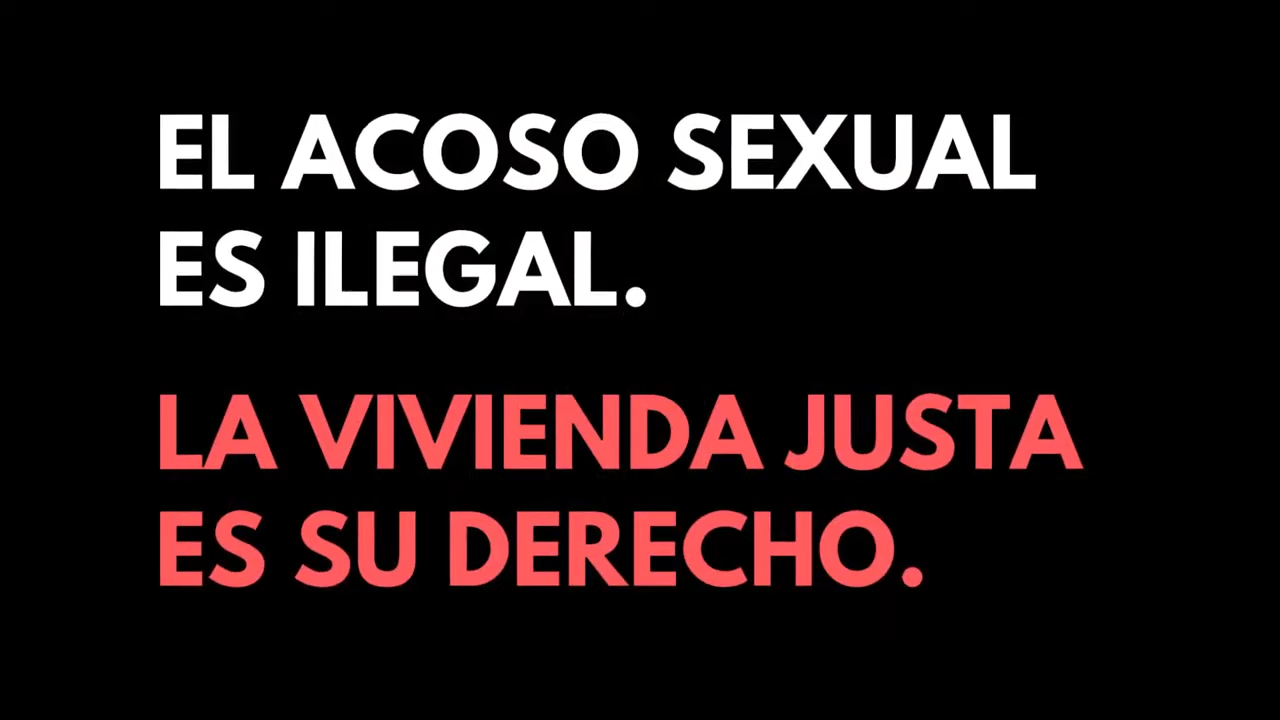 EL ACOSO SEXUAL
ES ILEGAL.
LA VIVIENDA JUSTA
ES SU DERECHO.